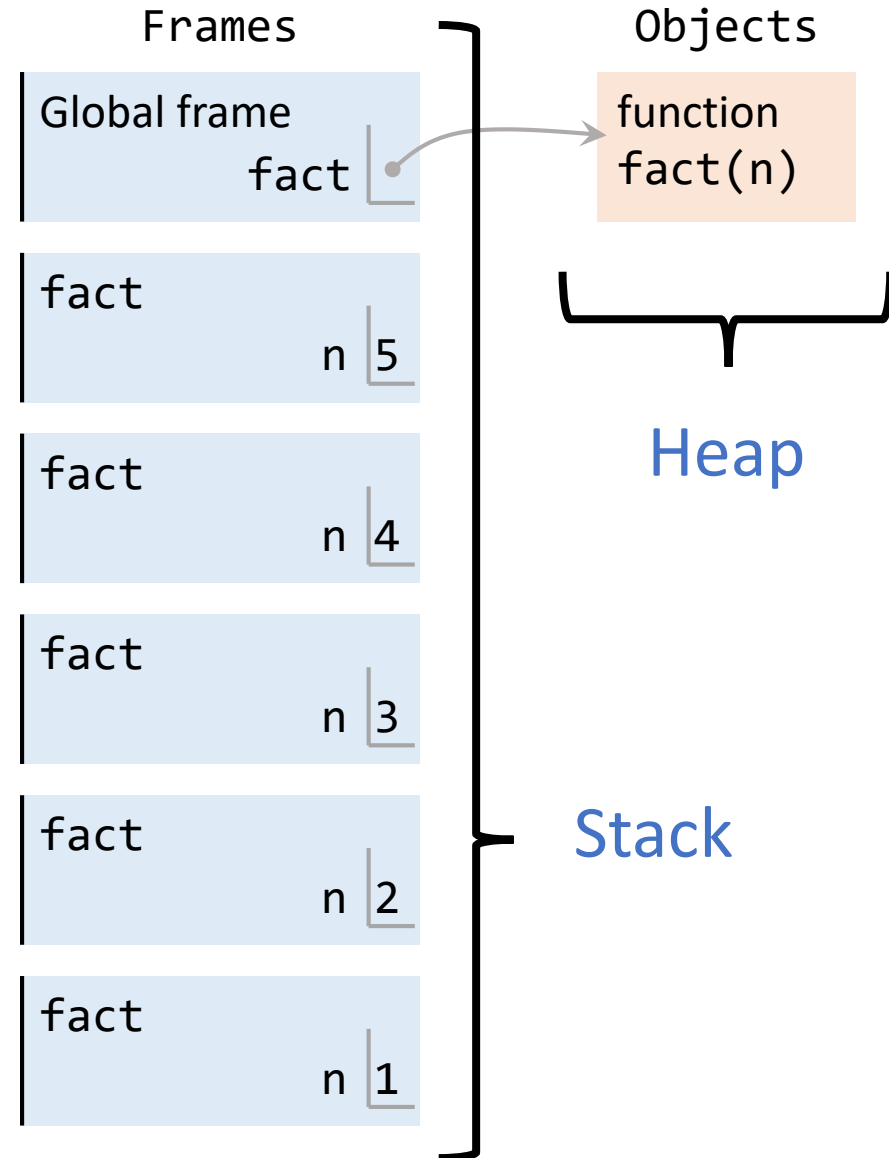 Frames
Objects
Global frame
fact
function
fact(n)
fact
n 5
fact
n 4
Heap
fact
n 3
fact
n 2
Stack
fact
n 1